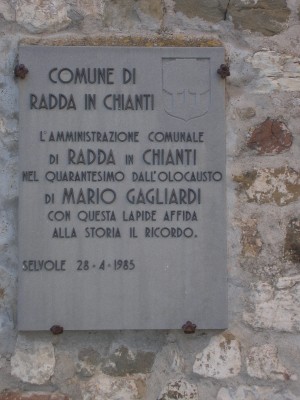 COMUNE DI
RADDA IN CHIANTI
L'AMMINISTRAZIONE COMUNALE
DI RADDA IN CHIANTI
NEL QUARANTESIMO DALL'OLOCAUSTO
DI MARIO GAGLIARDI
CON QUESTA LAPIDE AFFIDA
ALLA STORIA IL RICORDO.
SELVOLE 28-4-1985